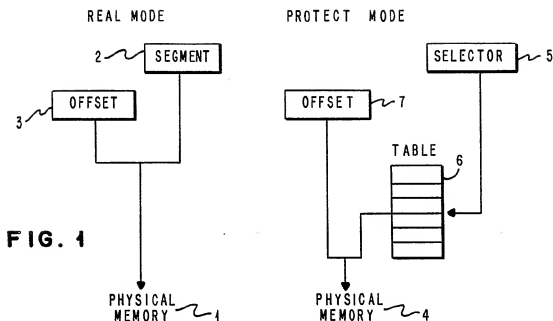 REAL MODE
PROTECT MODE
2
SEGMENT
SELECTOR
5
OFFSET
3
OFFSET
7
TABLE
6
FIG. 1
PHYSICAL
MEMORY
1
PHYSICAL
MEMORY
4